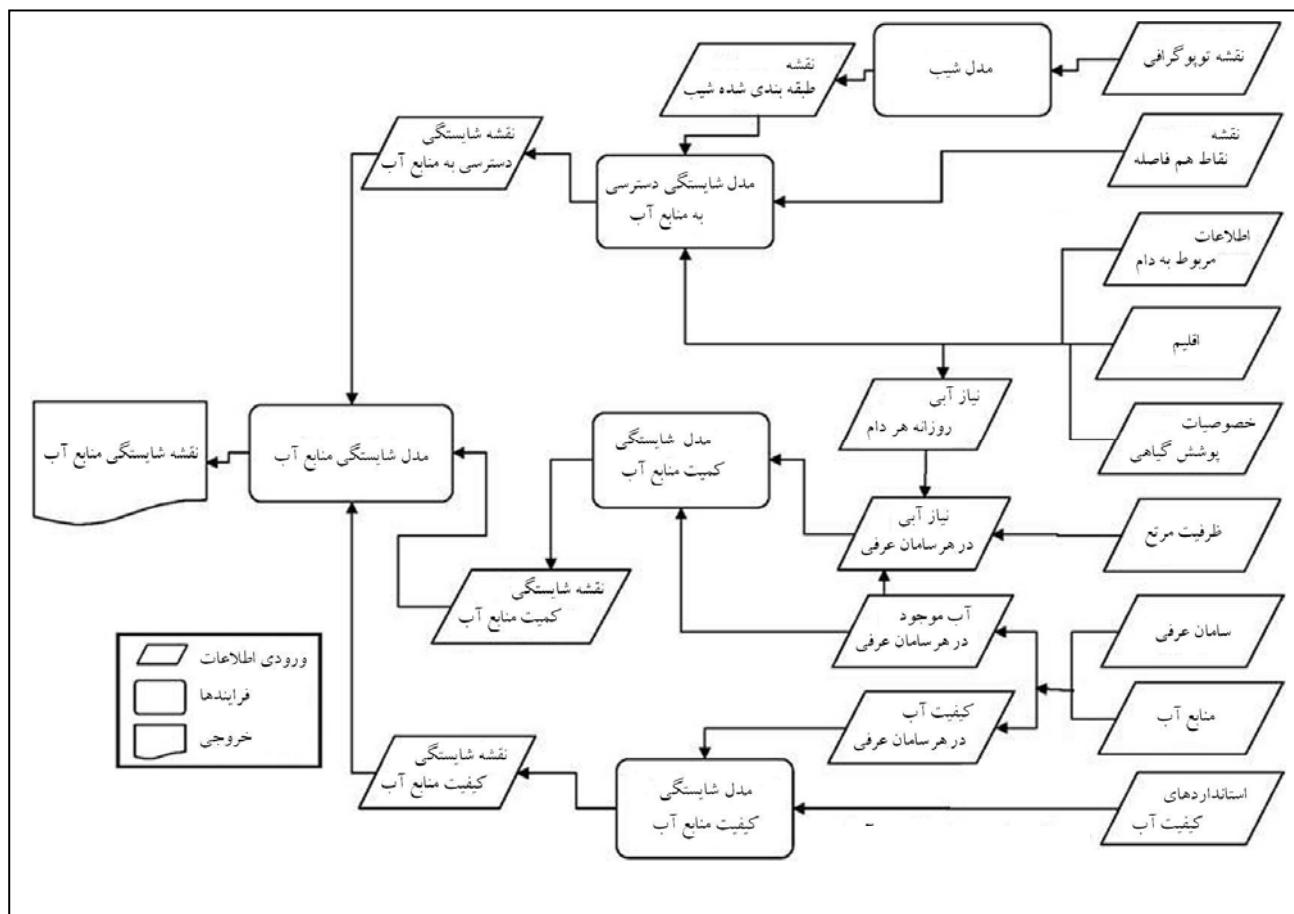 نقشه توپوگرافی
مدل شیب
نقشه
طبقه بندی شده شیب
نقشه
نقاط هم فاصله
نقشه شایستگی
دسترسی به منابع آب
مدل شایستگی دسترسی
به منابع آب
اطلاعات
مربوط به دام
اقلیم
خصوصیات
پوشش گیاهی
نیاز آبی
روزانه هر دام
مدل شایستگی
کمیت منابع آب
مدل شایستگی منابع آب
نقشه شایستگی منابع آب
ظرفیت مرتع
نیاز آبی
در هر سامان عرفی
نقشه شایستگی
کمیت منابع آب
آب موجود
در هر سامان عرفی
سامان عرفی
منابع آب
کیفیت آب
در هر سامان عرفی
نقشه شایستگی
کیفیت منابع آب
مدل شایستگی
کیفیت منابع آب
استانداردهای
کیفیت آب
ورودی اطلاعات
فرایندها
خروجی